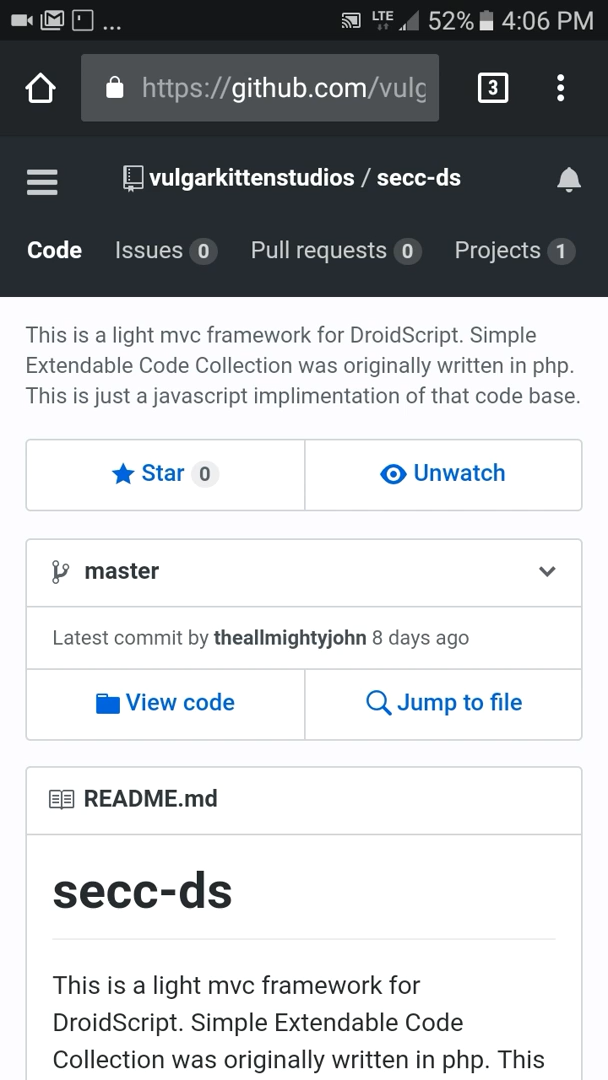 ... LTE 52% 4:06 PM
https://github.com/vulg 3
vulgarkittenstudios / secc-ds
Code Issues 0 Pull requests 0 Projects 1
This is a light mvc framework for DroidScript. Simple
Extendable Code Collection was originally written in php.
This is just a javascript implimentation of that code base.
Star 0 Unwatch
master
Latest commit by theallmightyjohn 8 days ago
View code Jump to file
README.md
secc-ds
This is a light mvc framework for
DroidScript. Simple Extendable Code
Collection was originally written in php. This